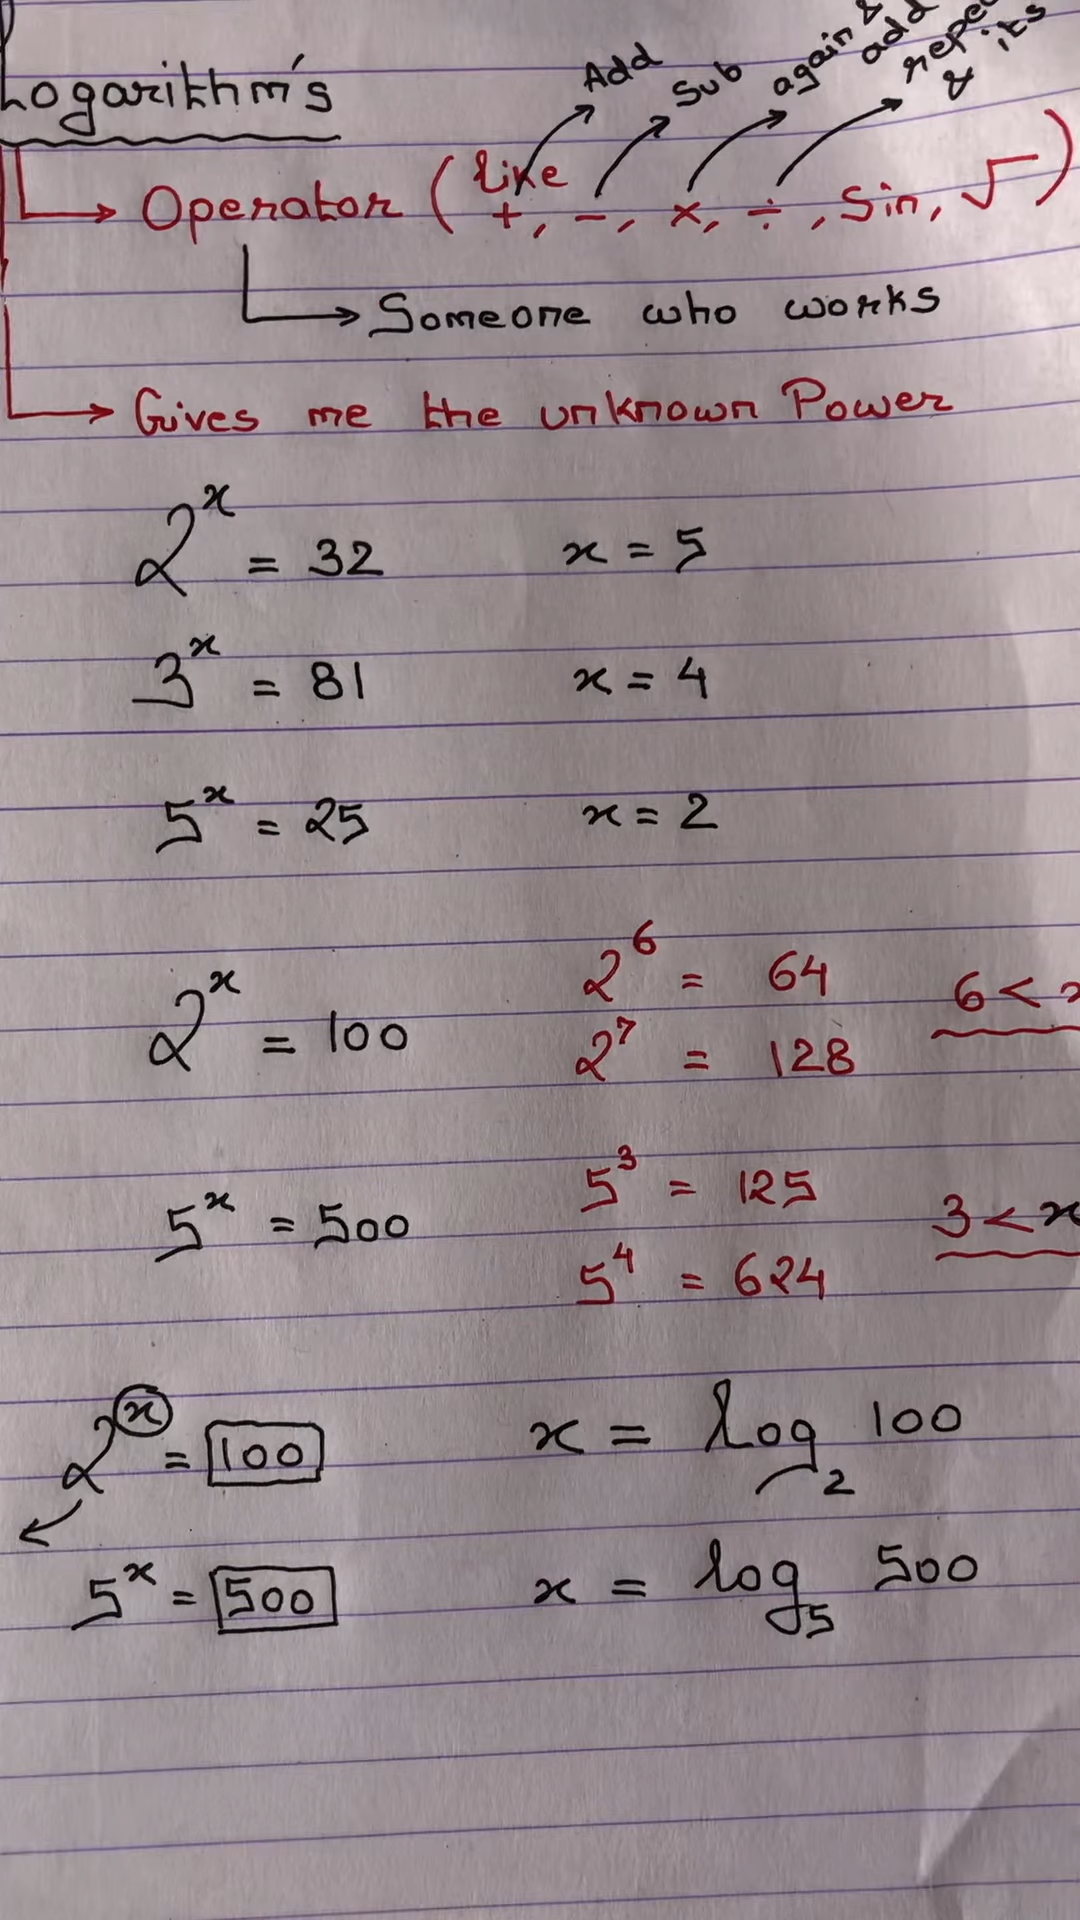 Logarithm's
Add
Sub
again &
add
&
its
Operator (like +, -, ×, ÷, Sin, √)
Someone who works
Gives me the unknown Power
2^x = 32 x = 5
3^x = 81 x = 4
5^x = 25 x = 2
2^x = 100 2^6 = 64 6 <
2^7 = 128
5^x = 500 5^3 = 125 3 < x
5^4 = 624
2^x = 100 x = log_2 100
5^x = 500 x = log_5 500